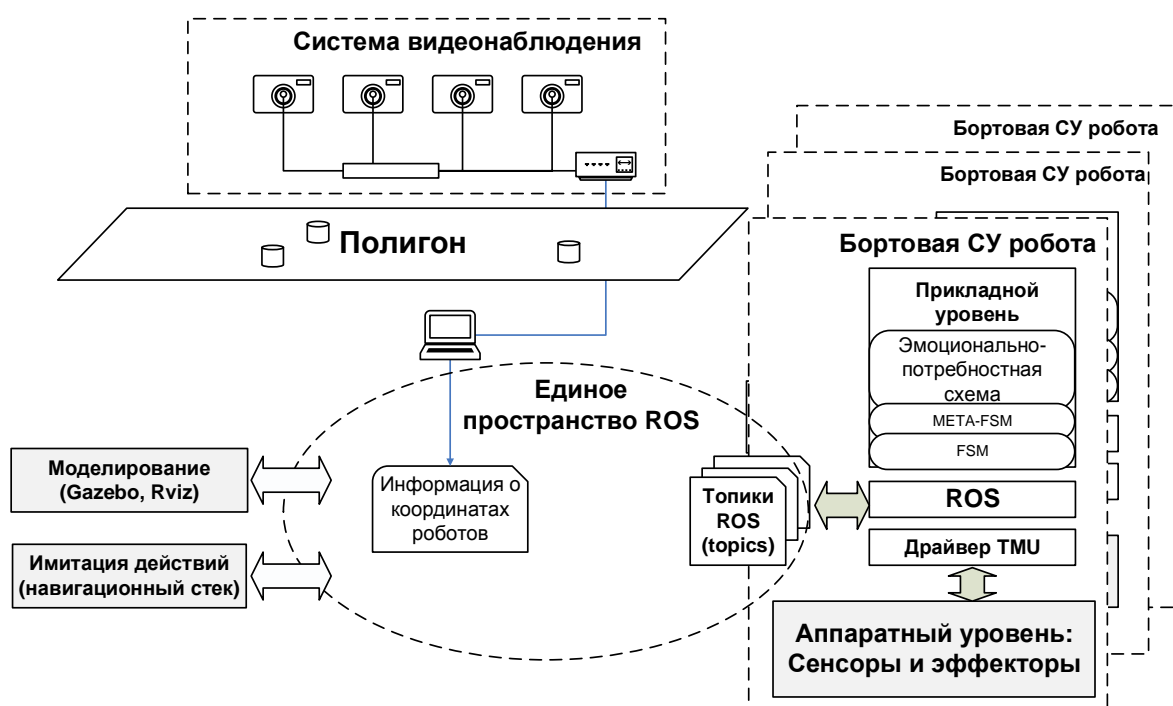 Система видеонаблюдения
Бортовая СУ робота
Бортовая СУ робота
Бортовая СУ робота
Полигон
Прикладной
уровень
Эмоционально-
потребностная
схема
META-FSM
FSM
Единое
пространство ROS
Моделирование
(Gazebo, Rviz)
Информация о
координатах
роботов
Топики
ROS
(topics)
ROS
Драйвер TMU
Имитация действий
(навигационный стек)
Аппаратный уровень:
Сенсоры и эффекторы